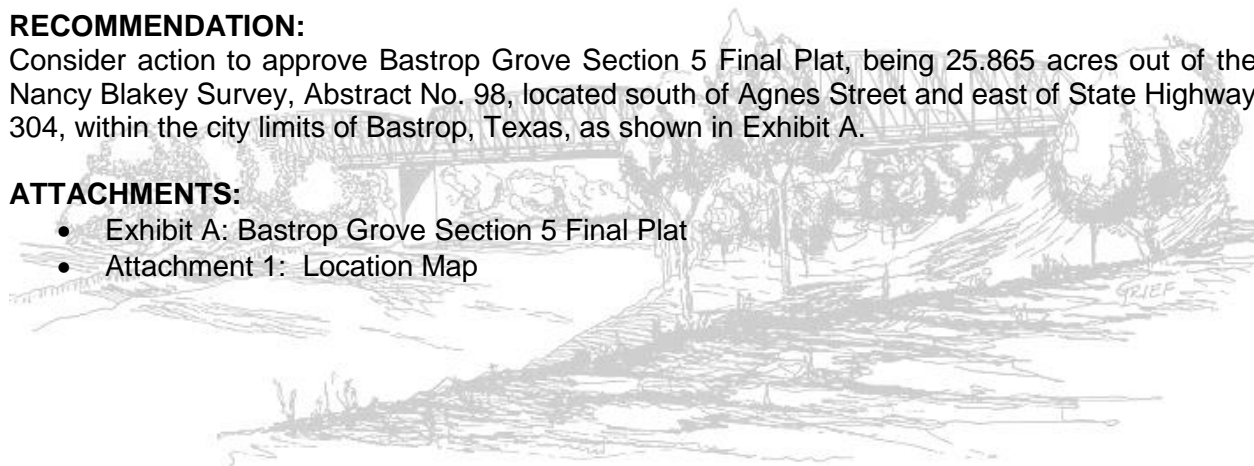 RECOMMENDATION:
Consider action to approve Bastrop Grove Section 5 Final Plat, being 25.865 acres out of the
Nancy Blakey Survey, Abstract No. 98, located south of Agnes Street and east of State Highway
304, within the city limits of Bastrop, Texas, as shown in Exhibit A.
ATTACHMENTS:
• Exhibit A: Bastrop Grove Section 5 Final Plat
• Attachment 1: Location Map
GRIEF